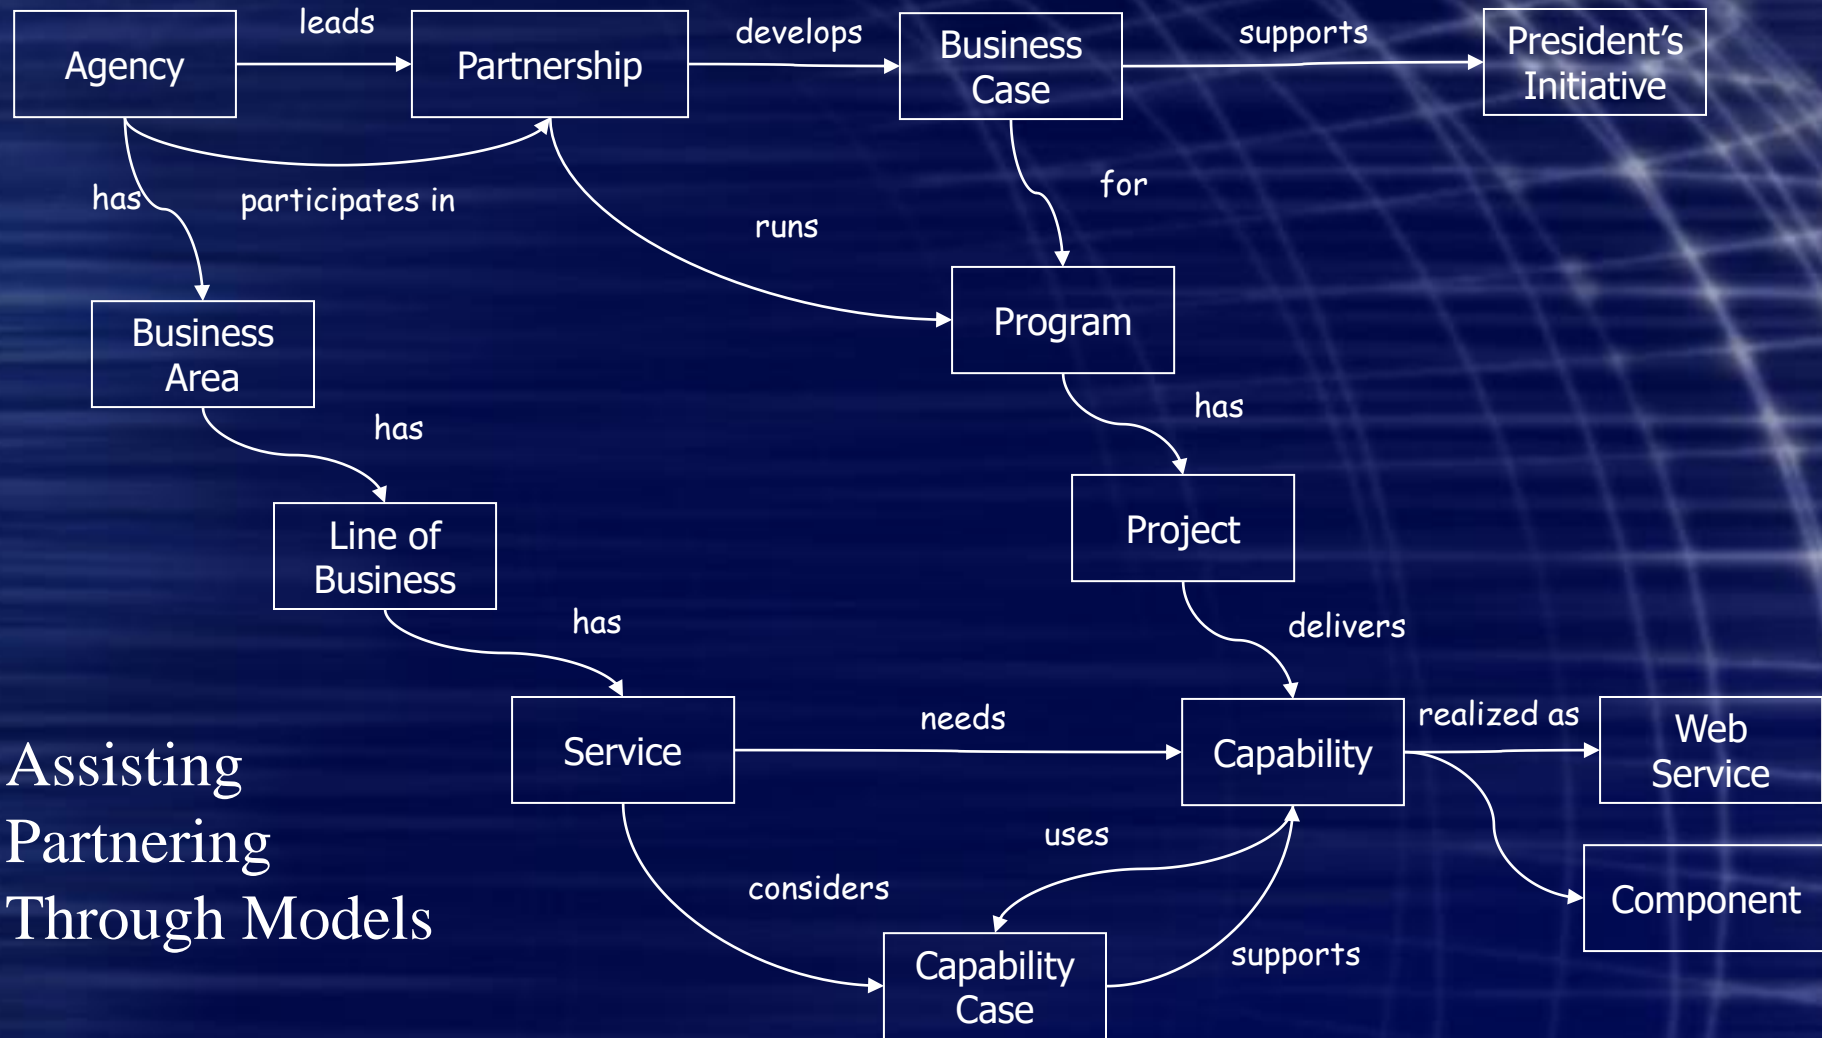 leads
develops
supports
Agency
Partnership
Business
Case
President's
Initiative
has
participates in
runs
for
Business
Area
Program
has
has
Line of
Business
Project
has
delivers
Service
needs
Capability
realized as
Web
Service
Assisting
Partnering
Through Models
uses
considers
Component
Capability
Case
supports